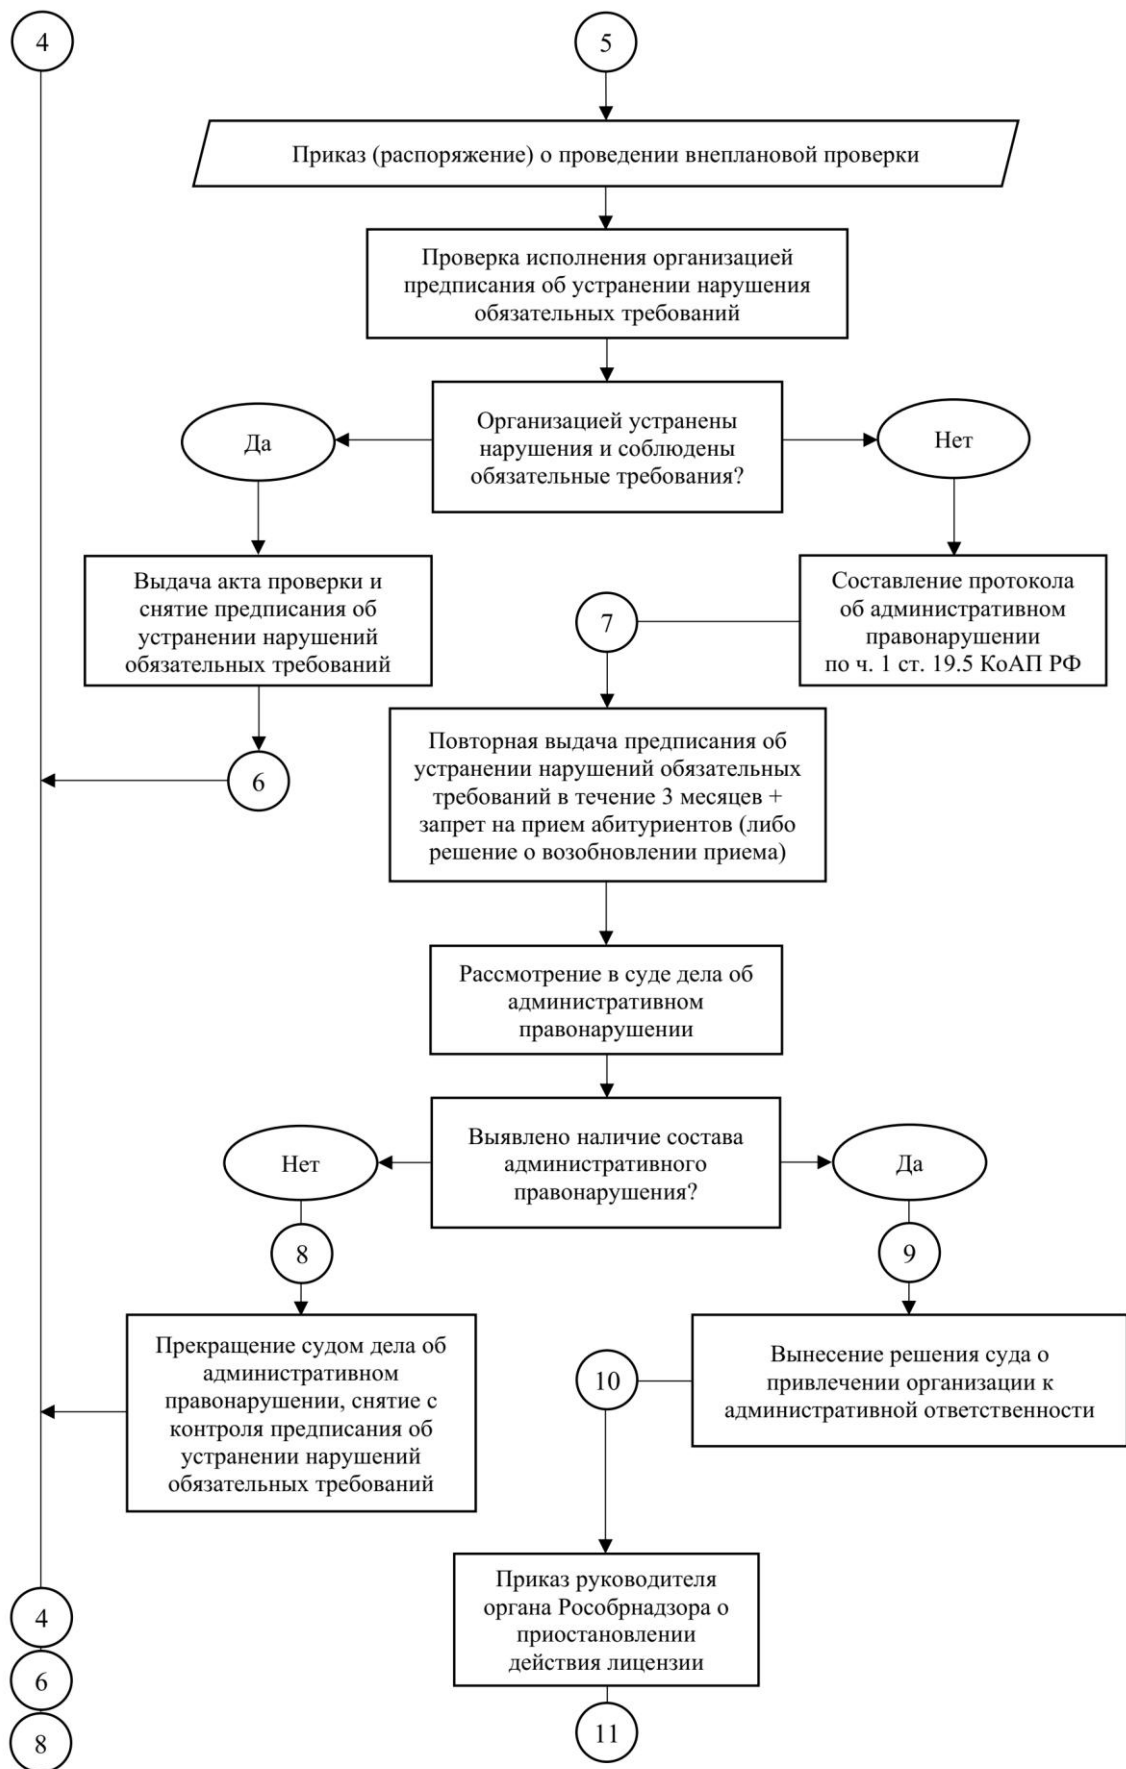 4
5
Приказ (распоряжение) о проведении внеплановой проверки
Проверка исполнения организацией
предписания об устранении нарушения
обязательных требований
Организацией устранены
нарушения и соблюдены
обязательные требования?
Да
Нет
Выдача акта проверки и
снятие предписания об
устранении нарушений
обязательных требований
Составление протокола
об административном
правонарушении
по ч. 1 ст. 19.5 КоАП РФ
7
6
Повторная выдача предписания об
устранении нарушений обязательных
требований в течение 3 месяцев +
запрет на прием абитуриентов (либо
решение о возобновлении приема)
Рассмотрение в суде дела об
административном
правонарушении
Выявлено наличие состава
административного
правонарушения?
Нет
Да
8
9
Прекращение судом дела об
административном
правонарушении, снятие с
контроля предписания об
устранении нарушений
обязательных требований
10
Вынесение решения суда о
привлечении организации к
административной ответственности
Приказ руководителя
органа Рособрнадзора о
приостановлении
действия лицензии
4
6
8
11